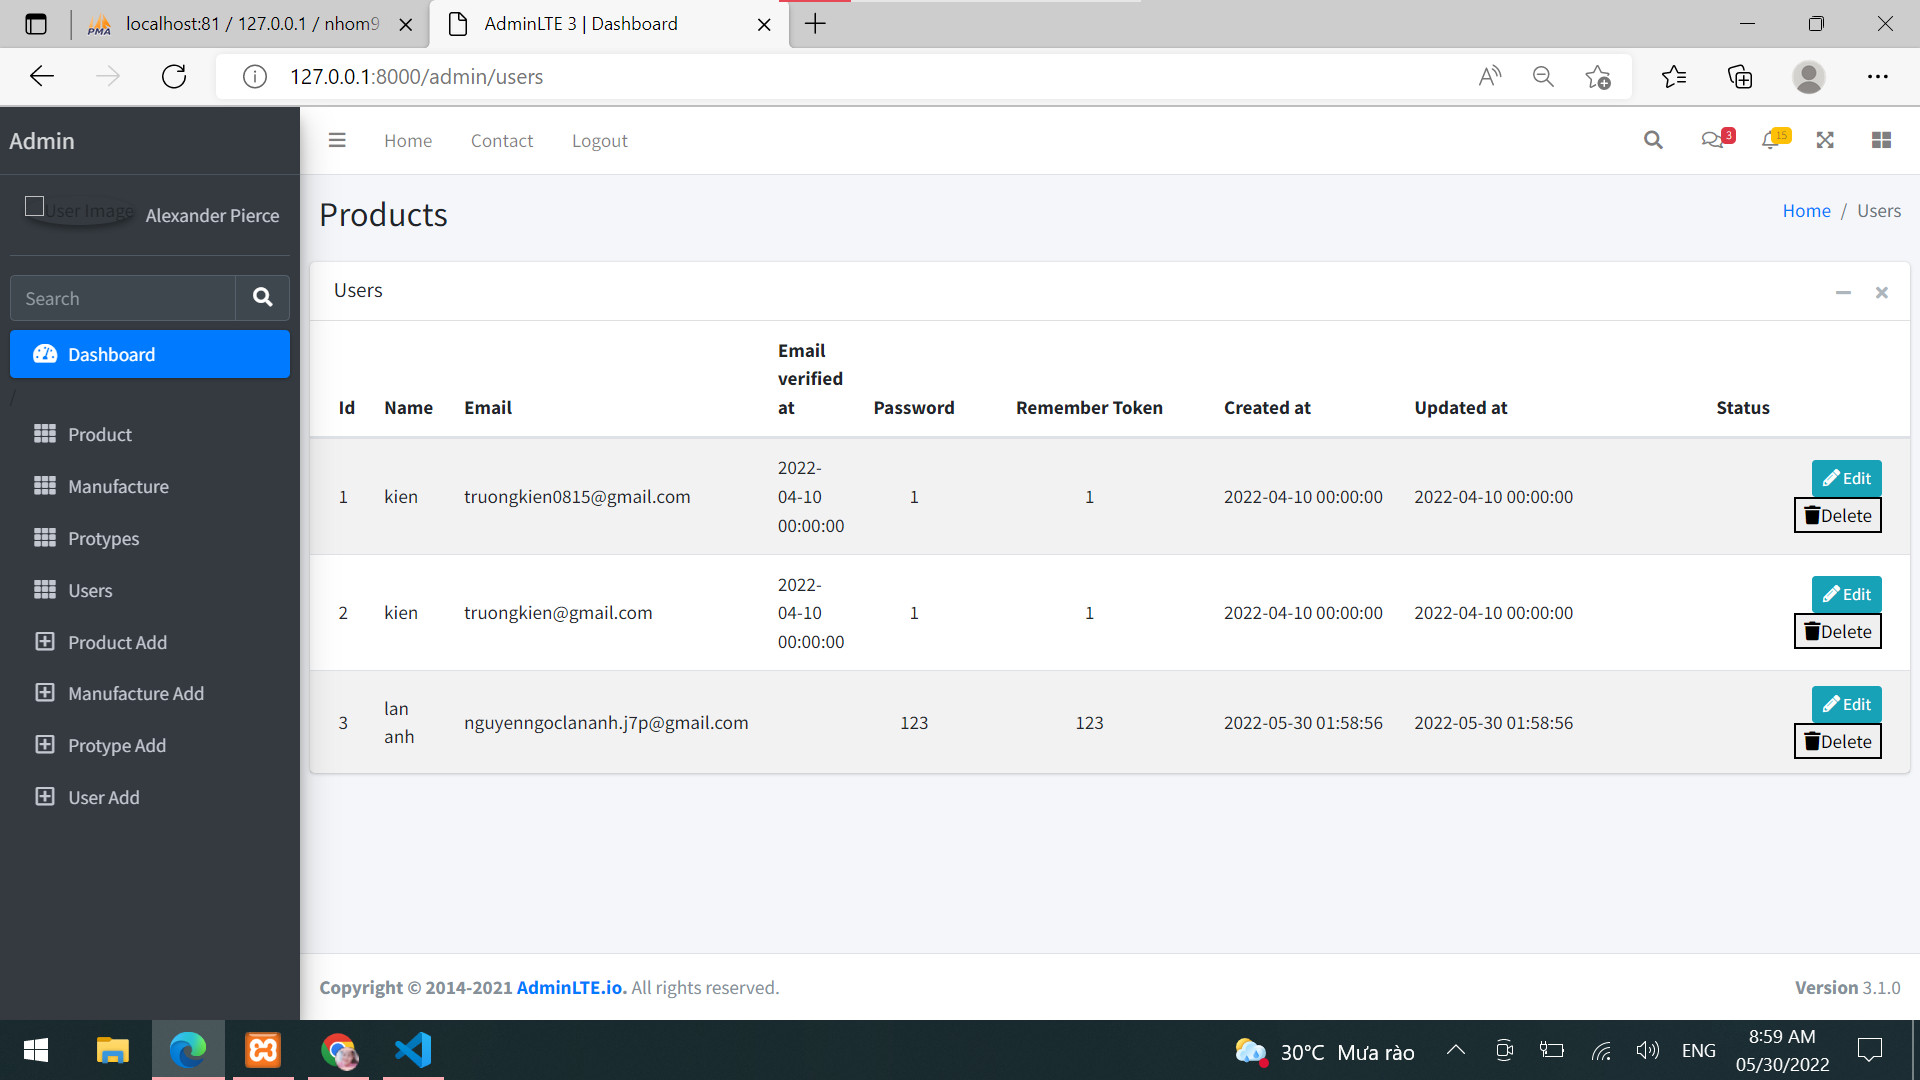 localhost:81 / 127.0.0.1 / nhom9
AdminLTE 3 | Dashboard
127.0.0.1:8000/admin/users
Admin
Home
Contact
Logout
3
15
User Image
Alexander Pierce
Products
Home / Users
Search
Users
Dashboard
/
Product
Manufacture
Protypes
Users
Product Add
Manufacture Add
Protype Add
User Add
Id Name Email Email verified at Password Remember Token Created at Updated at Status
1 kien truongkien0815@gmail.com 2022-04-10 00:00:00 1 1 2022-04-10 00:00:00 2022-04-10 00:00:00
Edit
Delete
2 kien truongkien@gmail.com 2022-04-10 00:00:00 1 1 2022-04-10 00:00:00 2022-04-10 00:00:00
Edit
Delete
3 lan anh nguyenngoclananh.j7p@gmail.com 123 123 2022-05-30 01:58:56 2022-05-30 01:58:56
Edit
Delete
Copyright © 2014-2021 AdminLTE.io. All rights reserved.
Version 3.1.0
30°C Mưa rào
ENG
8:59 AM
05/30/2022